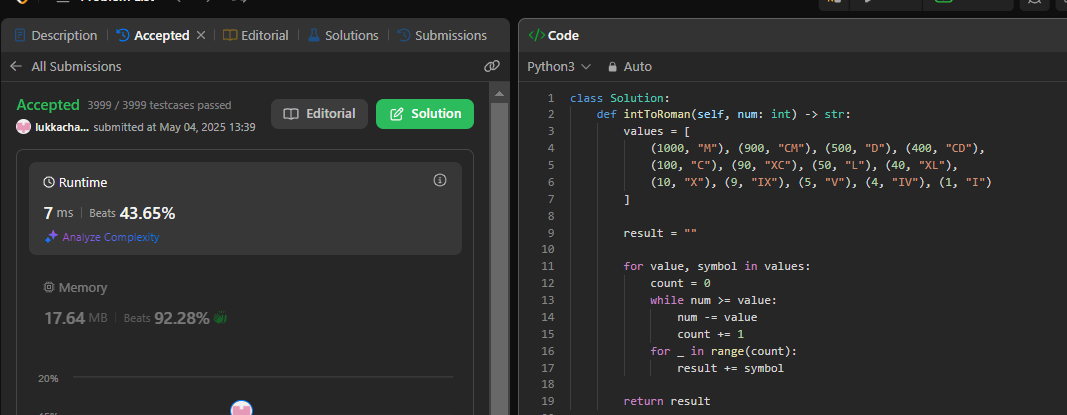 Description
Accepted
Editorial
Solutions
Submissions
All Submissions
Accepted 3999 / 3999 testcases passed
lukkacha... submitted at May 04, 2025 13:39
Editorial
Solution
Runtime
7 ms Beats 43.65%
Analyze Complexity
Memory
17.64 MB Beats 92.28%
20%
Code
Python3 Auto
1 class Solution:
2     def intToRoman(self, num: int) -> str:
3         values = [
4             (1000, "M"), (900, "CM"), (500, "D"), (400, "CD"),
5             (100, "C"), (90, "XC"), (50, "L"), (40, "XL"),
6             (10, "X"), (9, "IX"), (5, "V"), (4, "IV"), (1, "I")
7         ]
8
9         result = ""
10
11         for value, symbol in values:
12             count = 0
13             while num >= value:
14                 num -= value
15                 count += 1
16             for _ in range(count):
17                 result += symbol
18
19         return result